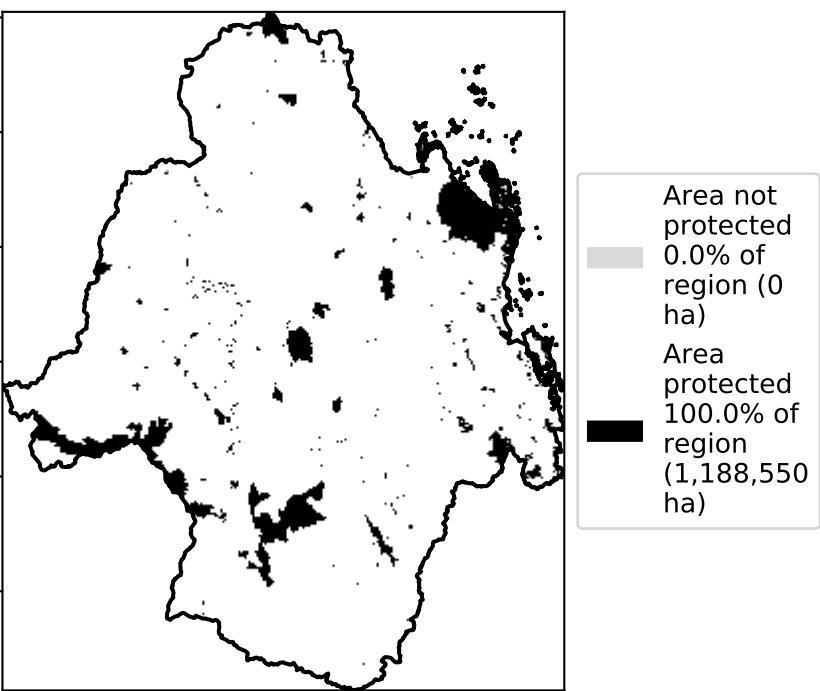 Area not
protected
0.0% of
region (0
ha)
Area
protected
100.0% of
region
(1,188,550
ha)